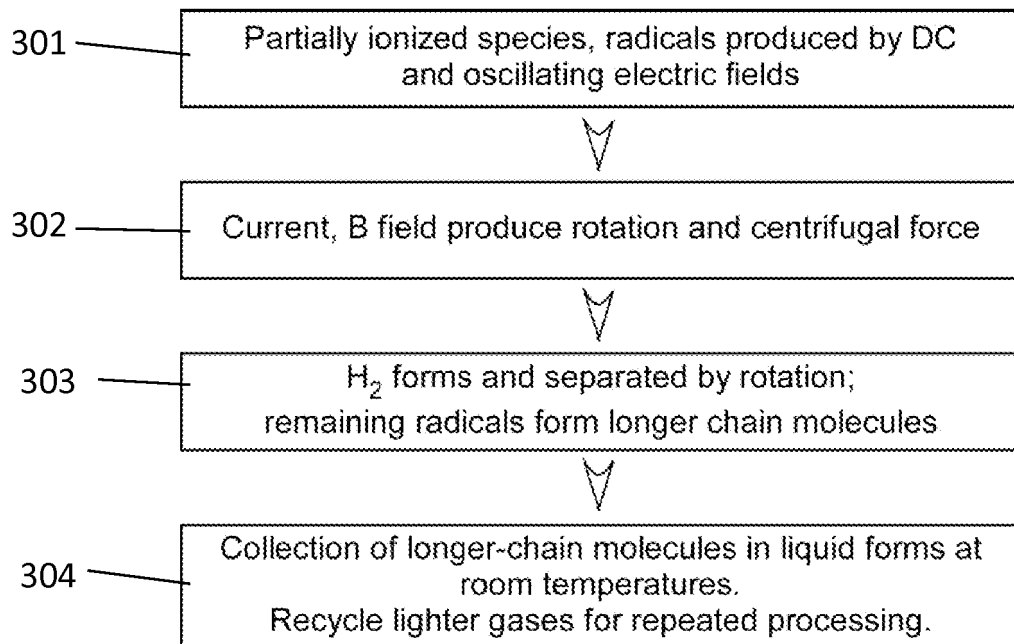 301
Partially ionized species, radicals produced by DC
and oscillating electric fields
302
Current, B field produce rotation and centrifugal force
303
H₂ forms and separated by rotation;
remaining radicals form longer chain molecules
304
Collection of longer-chain molecules in liquid forms at
room temperatures.
Recycle lighter gases for repeated processing.